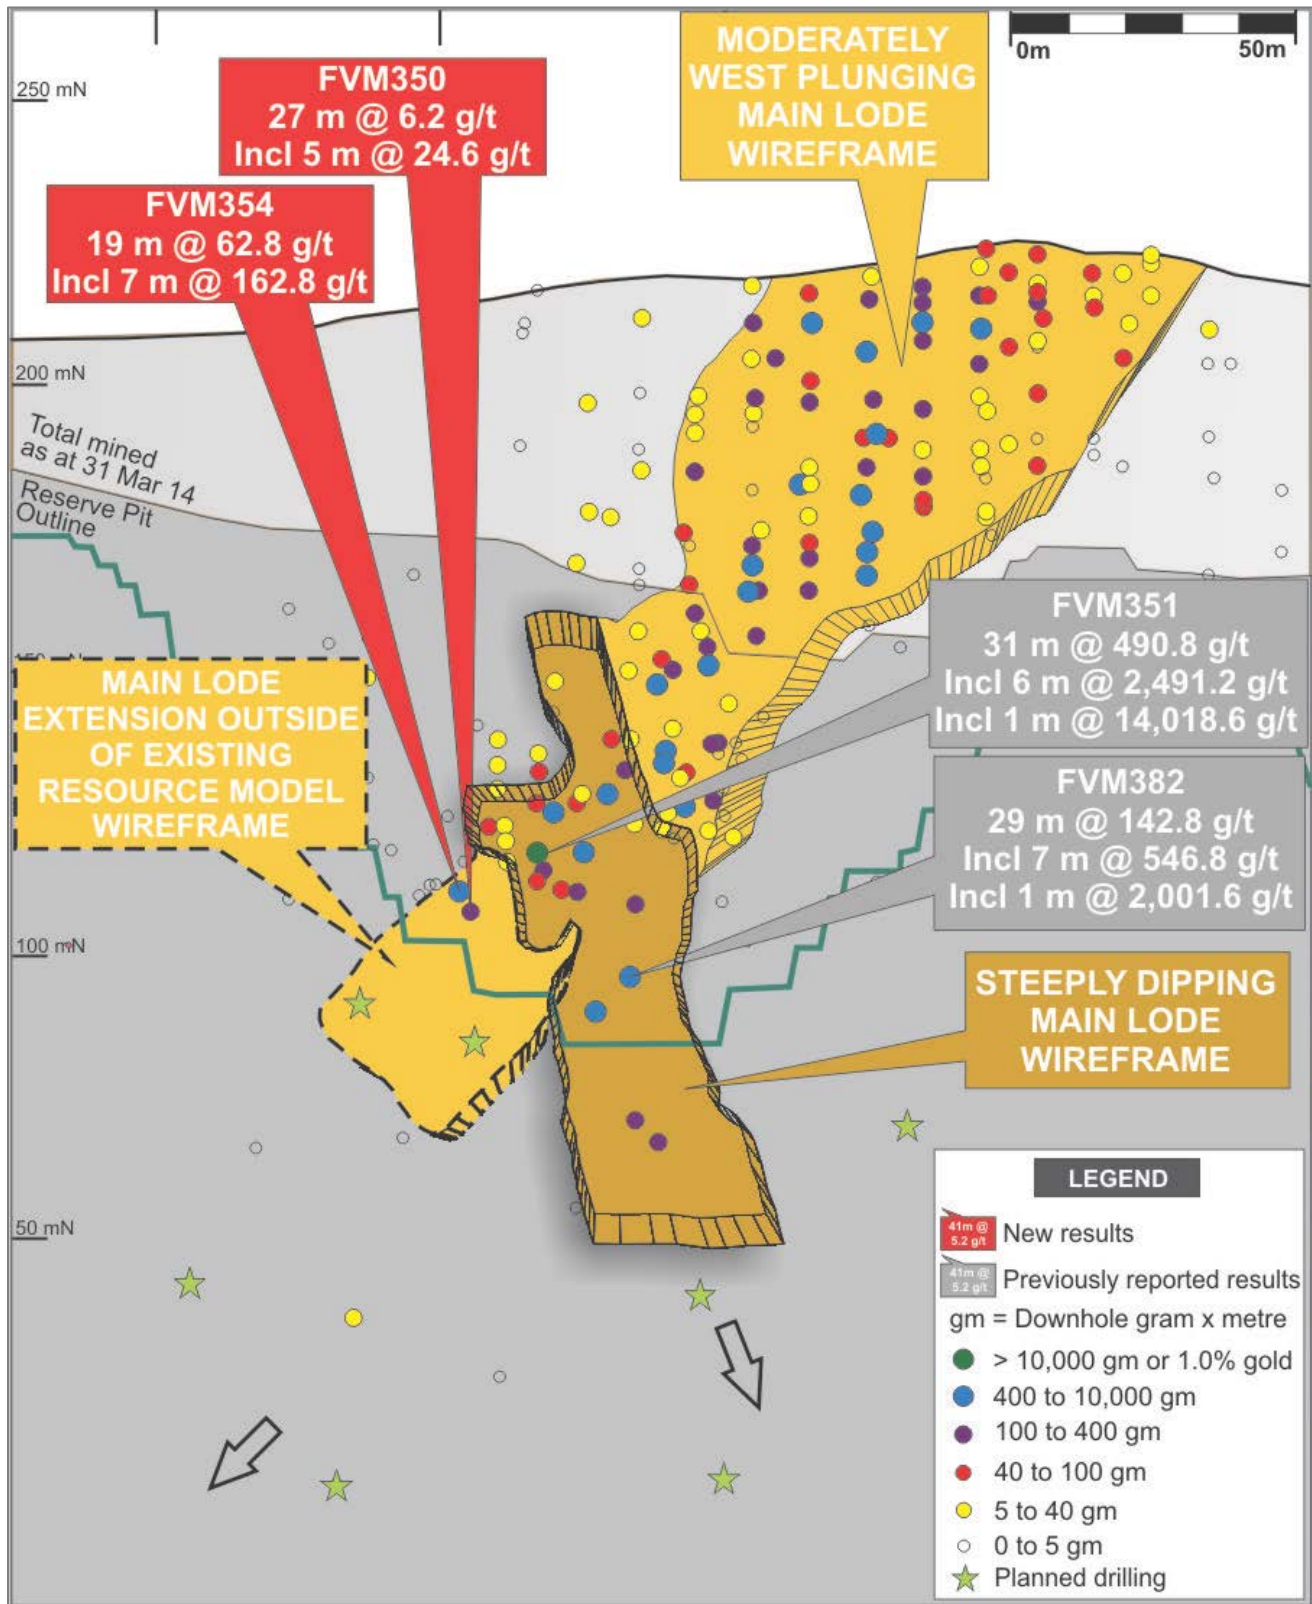 0m
50m
MODERATELY
WEST PLUNGING
MAIN LODE
WIREFRAME
250 mN
FVM350
27 m @ 6.2 g/t
Incl 5 m @ 24.6 g/t
FVM354
19 m @ 62.8 g/t
Incl 7 m @ 162.8 g/t
200 mN
Total mined
as at 31 Mar 14
Reserve Pit
Outline
FVM351
31 m @ 490.8 g/t
Incl 6 m @ 2,491.2 g/t
Incl 1 m @ 14,018.6 g/t
MAIN LODE
EXTENSION OUTSIDE
OF EXISTING
RESOURCE MODEL
WIREFRAME
FVM382
29 m @ 142.8 g/t
Incl 7 m @ 546.8 g/t
Incl 1 m @ 2,001.6 g/t
100 mN
STEEPLY DIPPING
MAIN LODE
WIREFRAME
50 mN
LEGEND
41m @
5.2 g/t
New results
41m @
5.2 g/t
Previously reported results
gm = Downhole gram x metre
> 10,000 gm or 1.0% gold
400 to 10,000 gm
100 to 400 gm
40 to 100 gm
5 to 40 gm
0 to 5 gm
Planned drilling